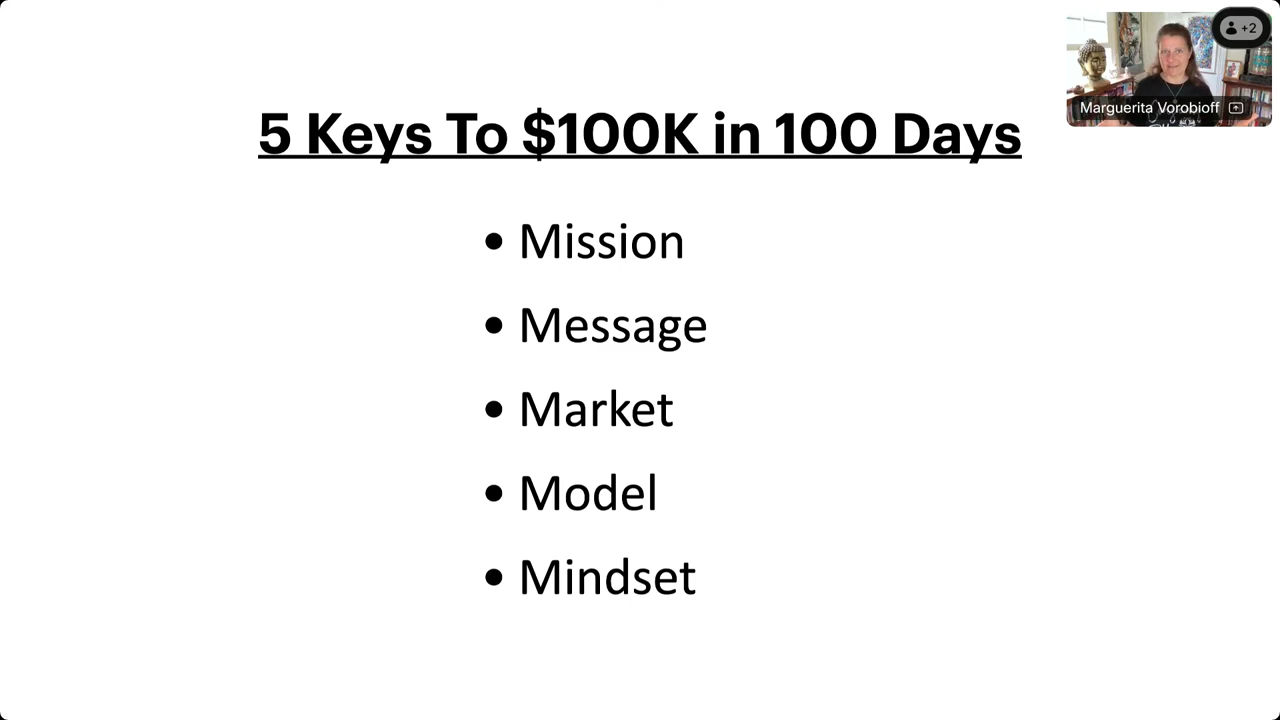 +2
Marguerita Vorobioff
5 Keys To $100K in 100 Days
• Mission
• Message
• Market
• Model
• Mindset